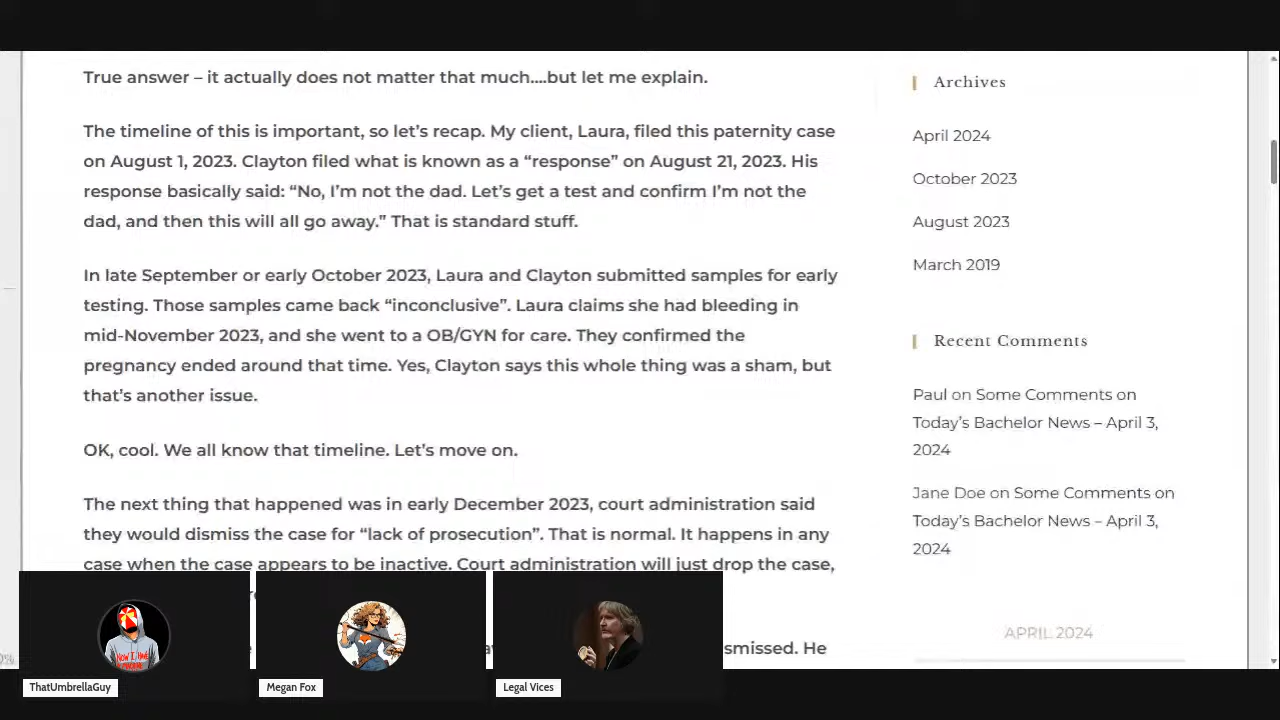 True answer – it actually does not matter that much....but let me explain.
The timeline of this is important, so let's recap. My client, Laura, filed this paternity case
on August 1, 2023. Clayton filed what is known as a “response” on August 21, 2023. His
response basically said: “No, I'm not the dad. Let's get a test and confirm I'm not the
dad, and then this will all go away.” That is standard stuff.
In late September or early October 2023, Laura and Clayton submitted samples for early
testing. Those samples came back “inconclusive”. Laura claims she had bleeding in
mid-November 2023, and she went to a OB/GYN for care. They confirmed the
pregnancy ended around that time. Yes, Clayton says this whole thing was a sham, but
that's another issue.
OK, cool. We all know that timeline. Let's move on.
The next thing that happened was in early December 2023, court administration said
they would dismiss the case for “lack of prosecution”. That is normal. It happens in any
case when the case appears to be inactive. Court administration will just drop the case,
smissed. He
Archives
April 2024
October 2023
August 2023
March 2019
Recent Comments
Paul on Some Comments on
Today's Bachelor News – April 3,
2024
Jane Doe on Some Comments on
Today's Bachelor News – April 3,
2024
APRIL 2024
ThatUmbrellaGuy
Megan Fox
Legal Vices